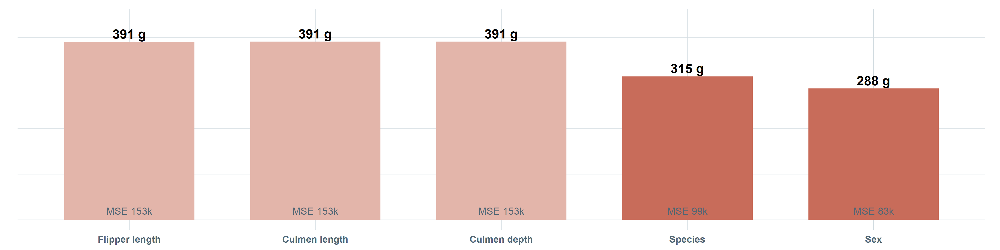 391 g
391 g
391 g
315 g
288 g
MSE 153k
MSE 153k
MSE 153k
MSE 99k
MSE 83k
Flipper length
Culmen length
Culmen depth
Species
Sex